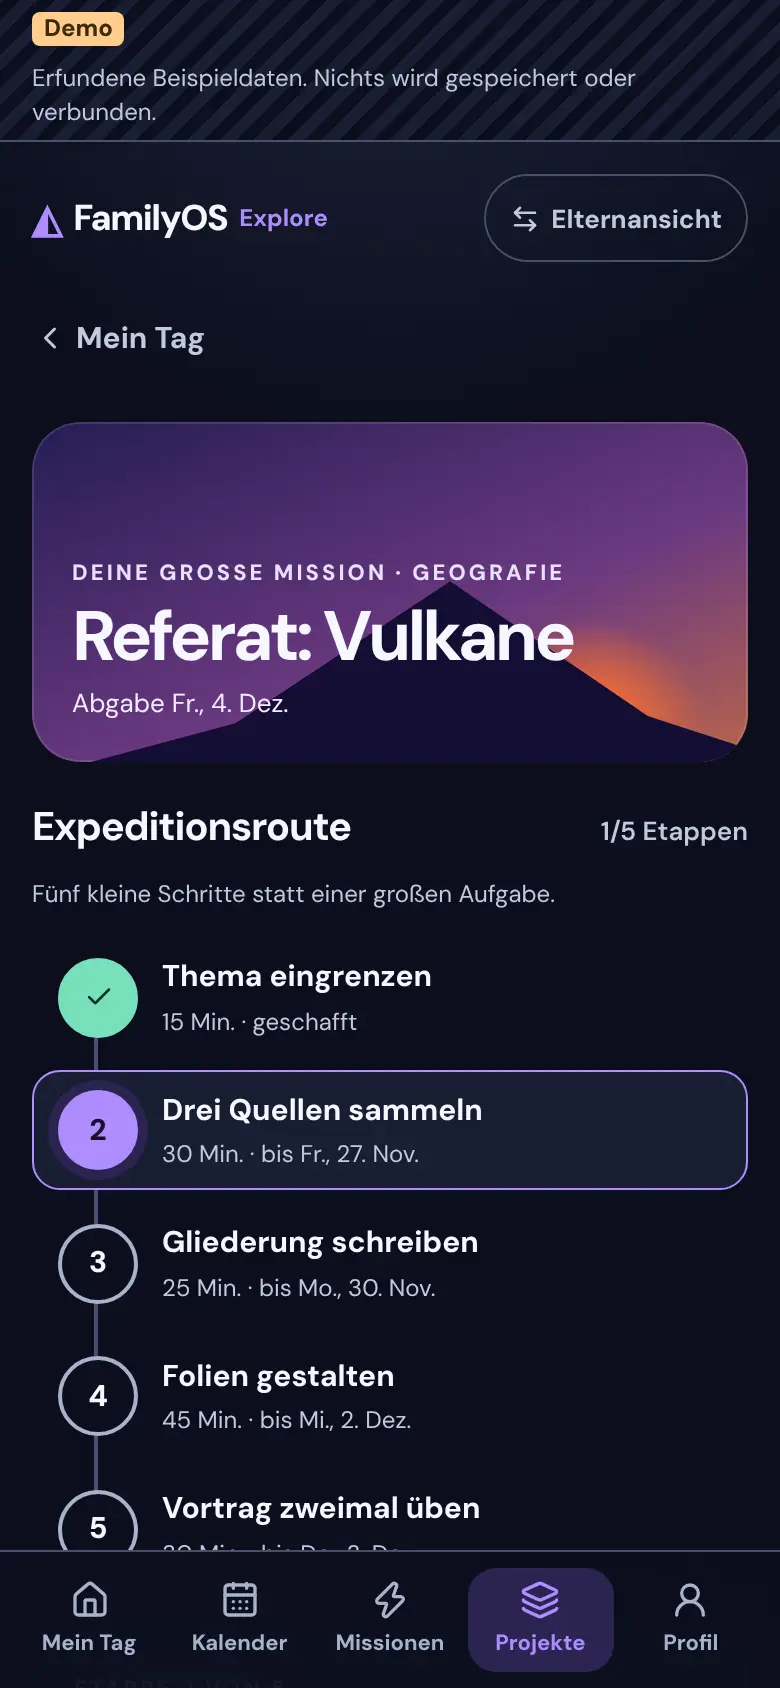 Demo
Erfundene Beispieldaten. Nichts wird gespeichert oder
verbunden.
FamilyOS Explore
Elternansicht
Mein Tag
DEINE GROSSE MISSION · GEOGRAFIE
Referat: Vulkane
Abgabe Fr., 4. Dez.
Expeditionsroute
1/5 Etappen
Fünf kleine Schritte statt einer großen Aufgabe.
Thema eingrenzen
15 Min. · geschafft
2
Drei Quellen sammeln
30 Min. · bis Fr., 27. Nov.
3
Gliederung schreiben
25 Min. · bis Mo., 30. Nov.
4
Folien gestalten
45 Min. · bis Mi., 2. Dez.
5
Vortrag zweimal üben
Mein Tag
Kalender
Missionen
Projekte
Profil